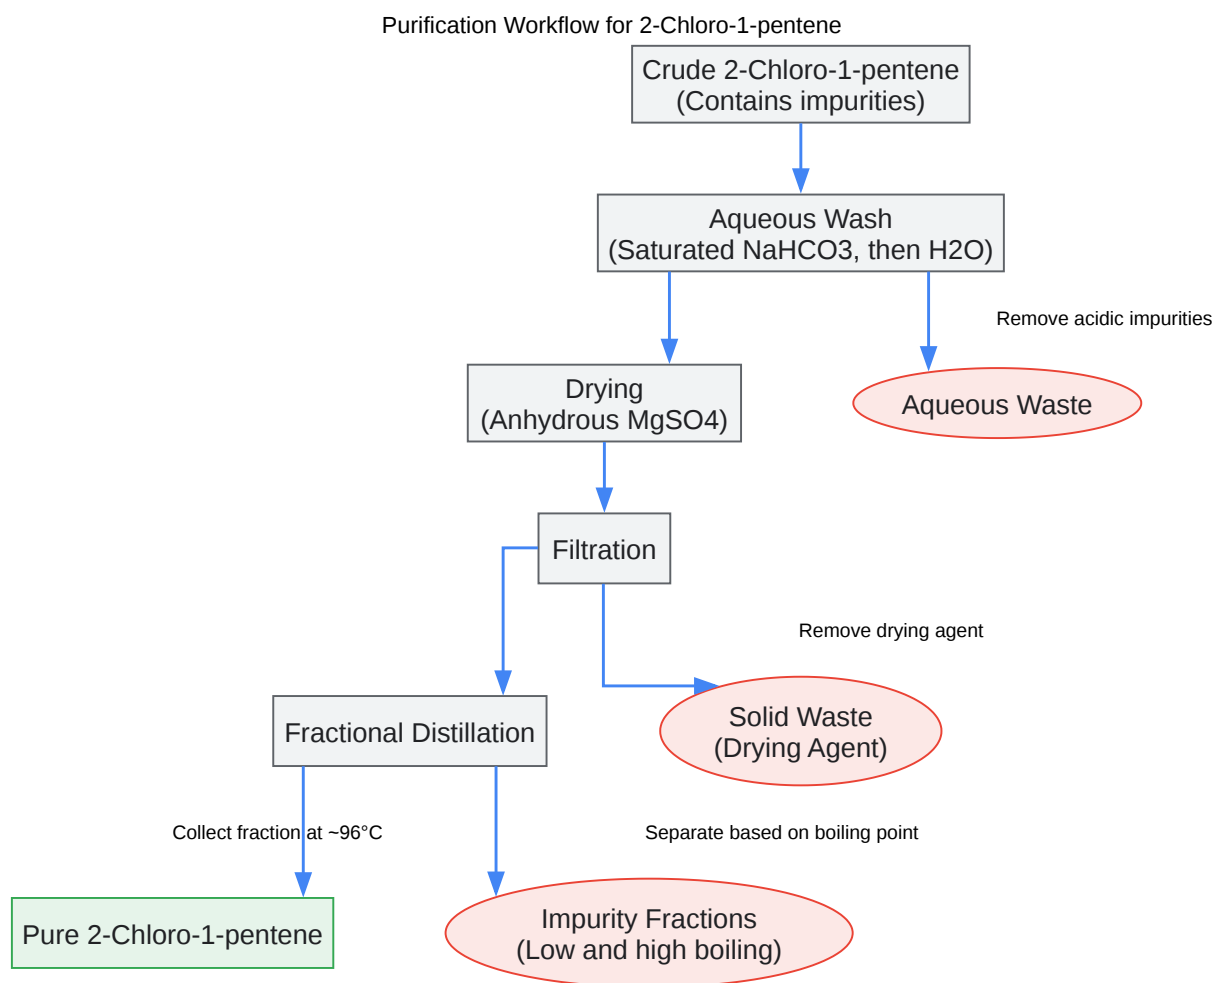 Purification Workflow for 2-Chloro-1-pentene
Crude 2-Chloro-1-pentene
(Contains impurities)
Aqueous Wash
(Saturated NaHCO3, then H2O)
Remove acidic impurities
Drying
(Anhydrous MgSO4)
Aqueous Waste
Filtration
Remove drying agent
Fractional Distillation
Solid Waste
(Drying Agent)
Collect fraction at ~96°C
Separate based on boiling point
Pure 2-Chloro-1-pentene
Impurity Fractions
(Low and high boiling)